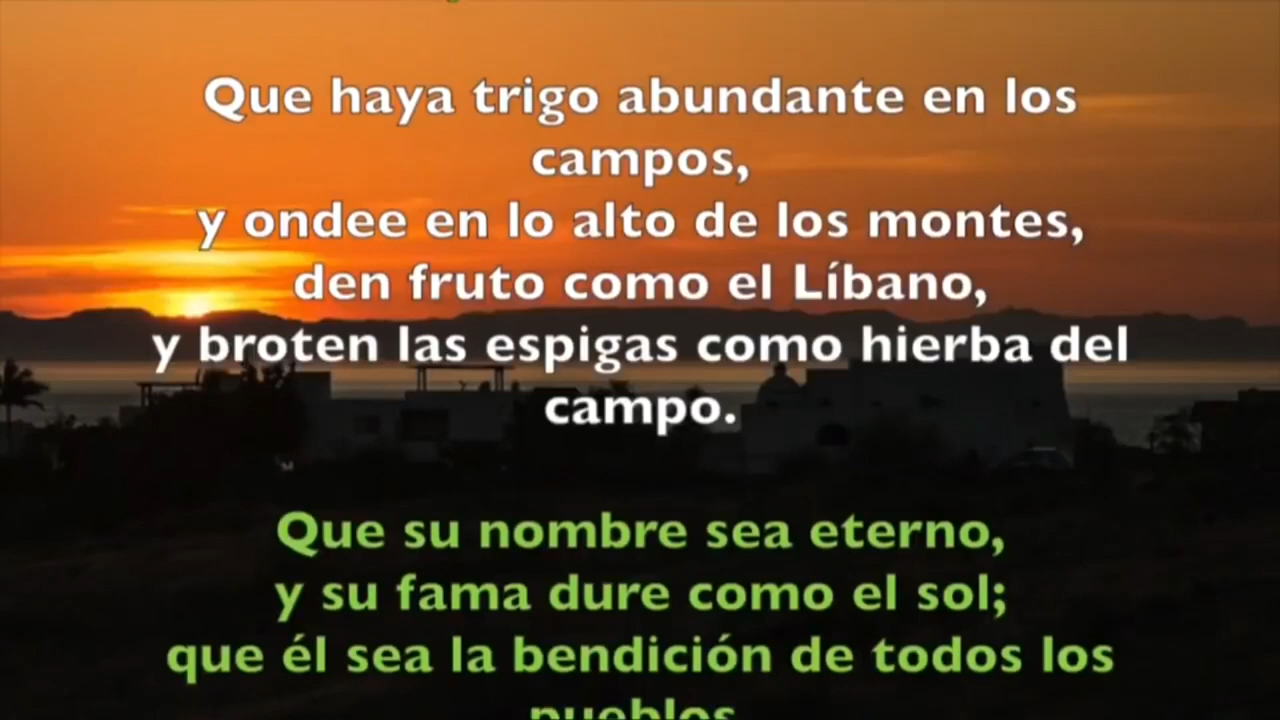 Que haya trigo abundante en los
campos,
y ondee en lo alto de los montes,
den fruto como el Líbano,
y broten las espigas como hierba del
campo.
Que su nombre sea eterno,
y su fama dure como el sol;
que él sea la bendición de todos los
pueblos